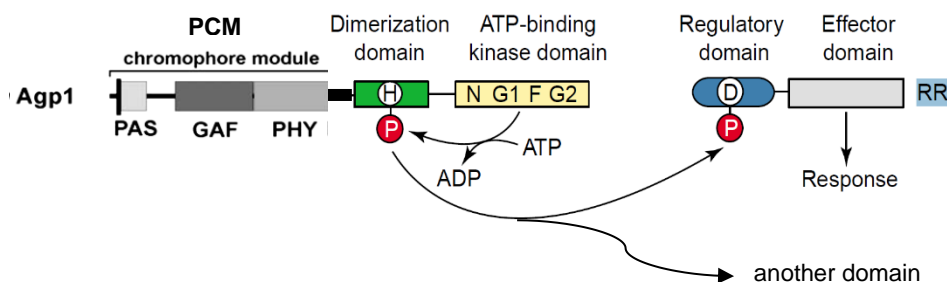 PCM
chromophore module
Agp1
PAS
GAF
PHY
Dimerization
domain
ATP-binding
kinase domain
H
N G1 F G2
P
ATP
ADP
Regulatory
domain
Effector
domain
D
RR
P
Response
another domain